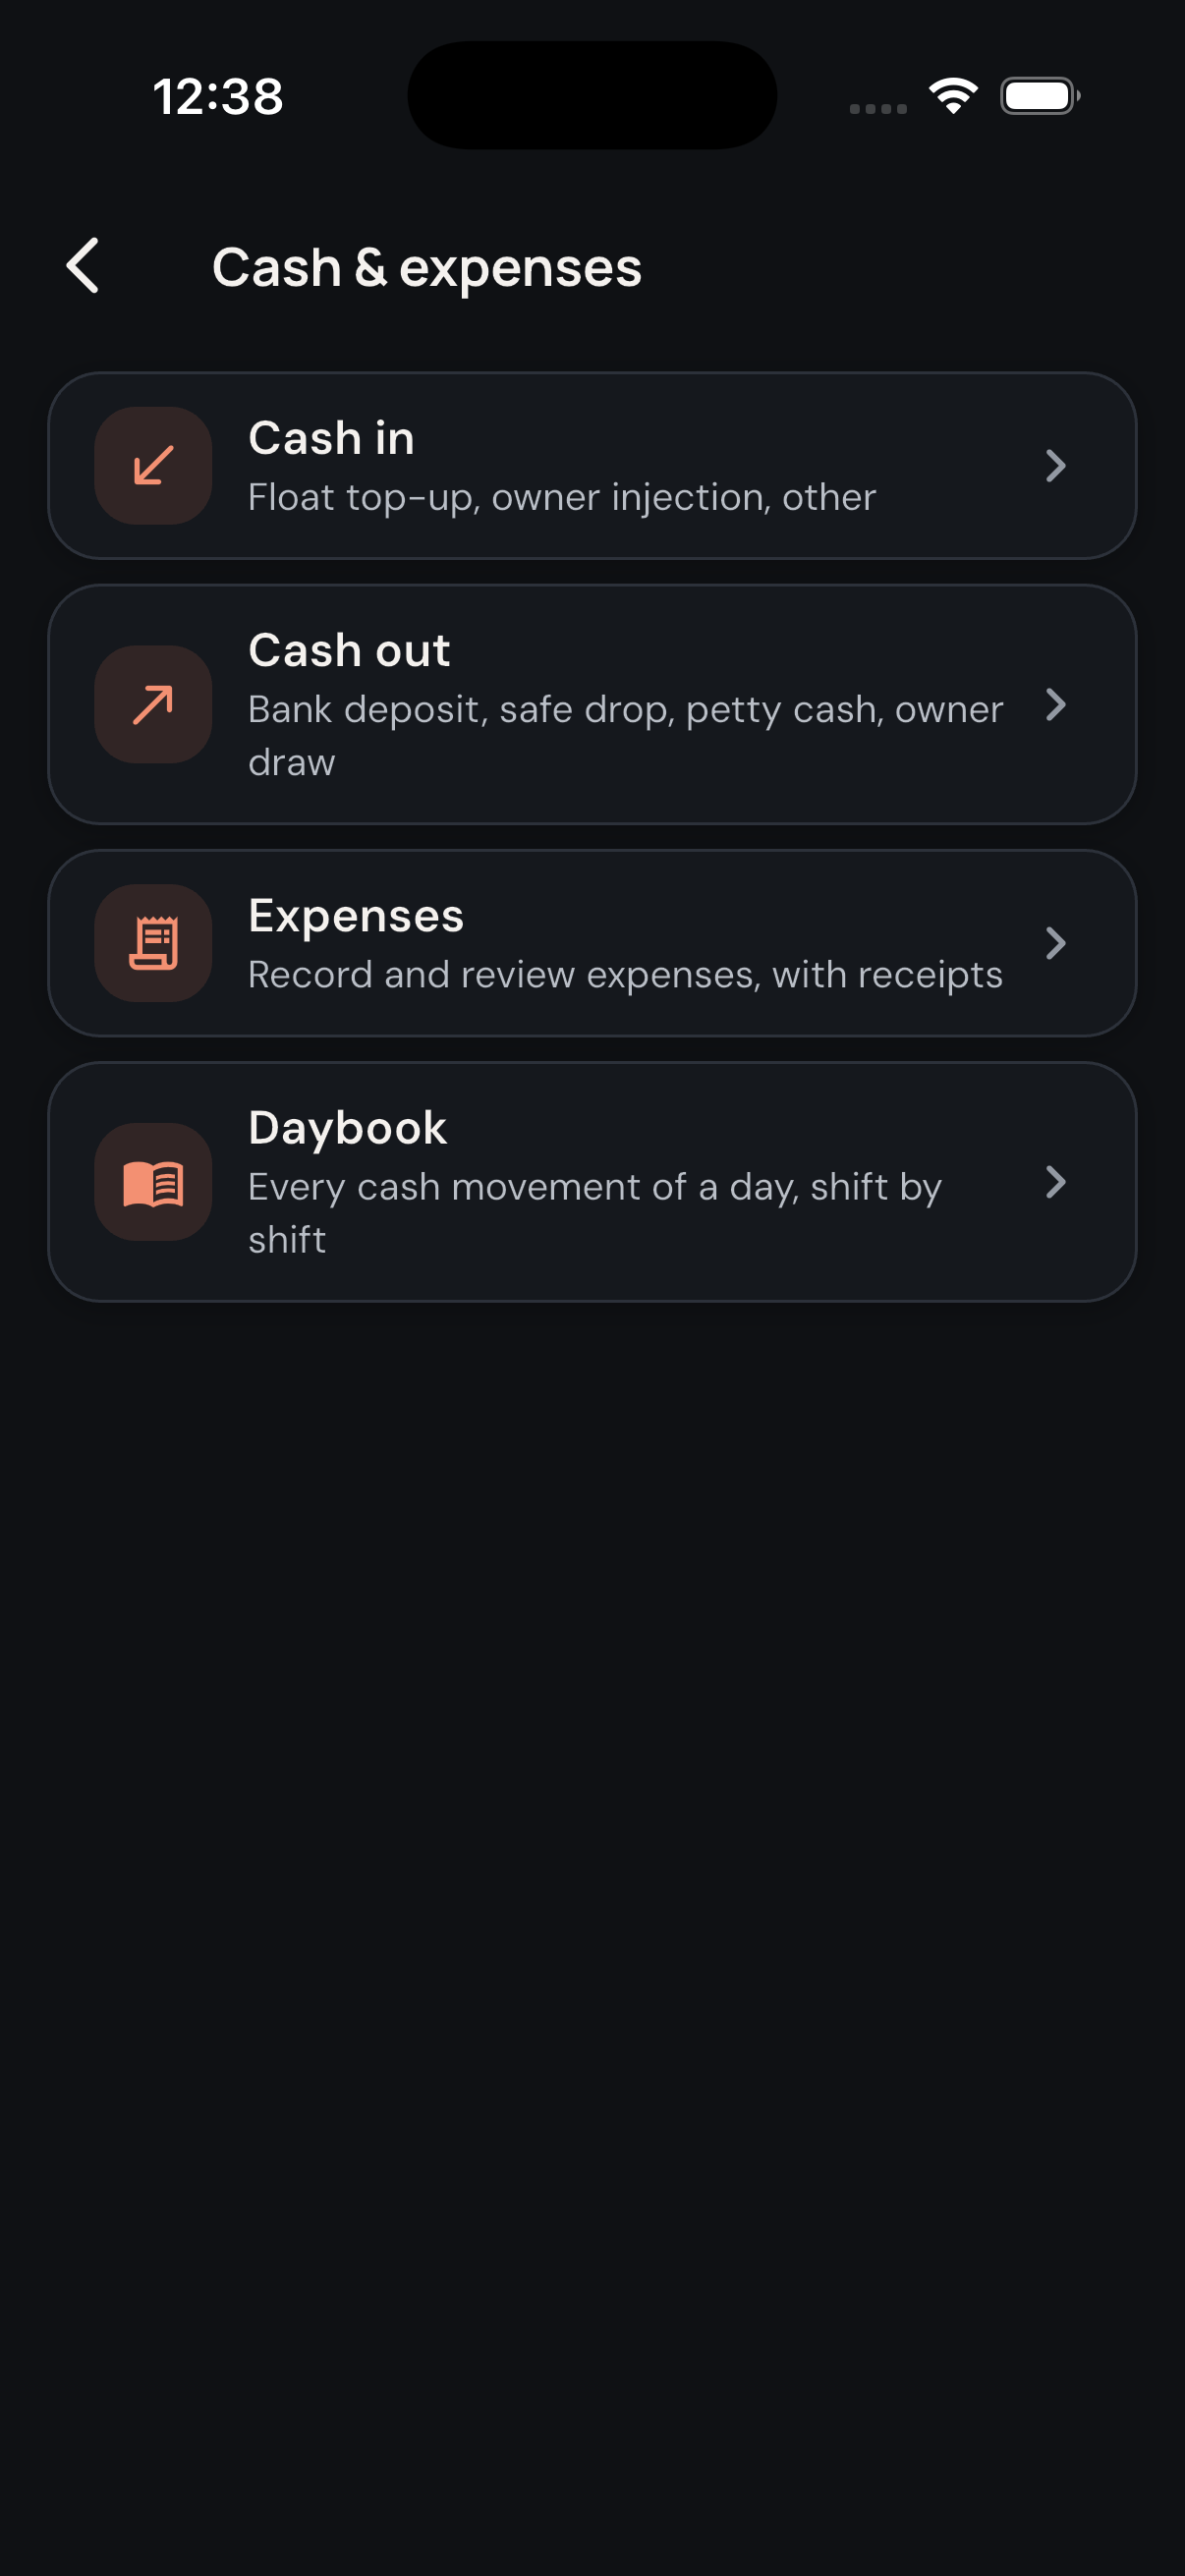 12:38
Cash & expenses
Cash in
Float top-up, owner injection, other
Cash out
Bank deposit, safe drop, petty cash, owner
draw
Expenses
Record and review expenses, with receipts
Daybook
Every cash movement of a day, shift by
shift